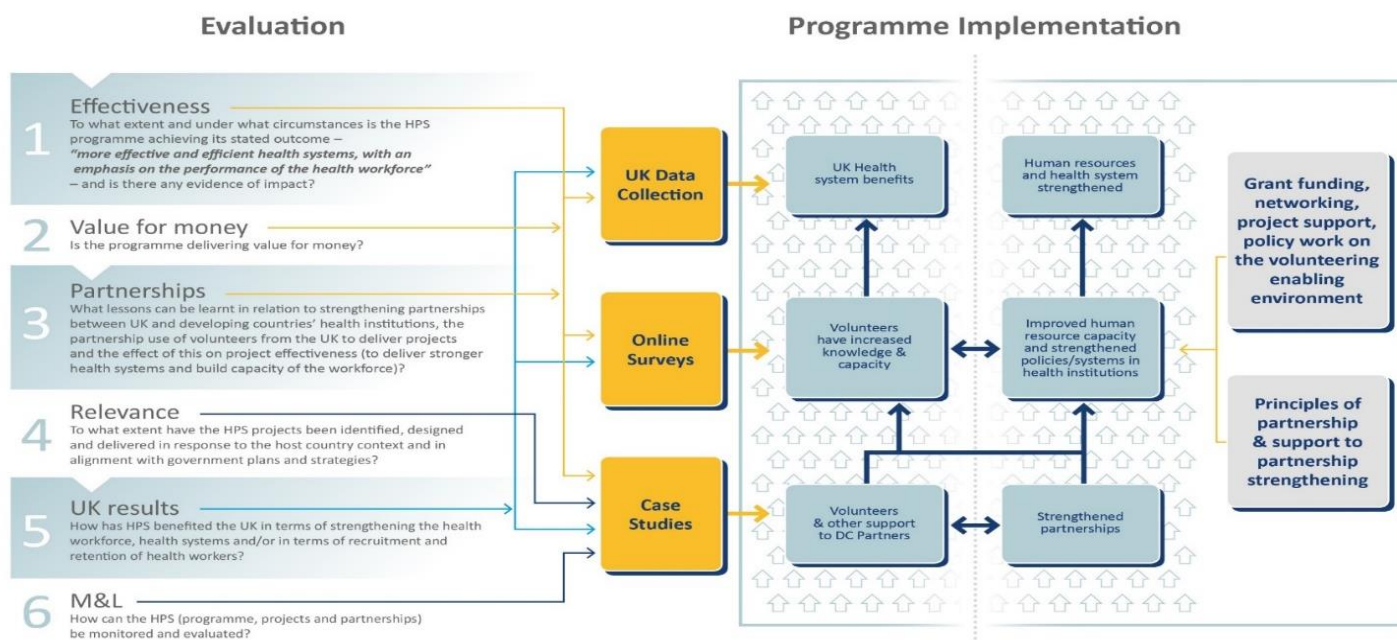 Evaluation
Programme Implementation
1
Effectiveness
To what extent and under what circumstances is the HPS
programme achieving its stated outcome –
“more effective and efficient health systems, with an
emphasis on the performance of the health workforce”
– and is there any evidence of impact?
2
Value for money
Is the programme delivering value for money?
3
Partnerships
What lessons can be learnt in relation to strengthening partnerships
between UK and developing countries’ health institutions, the
partnership use of volunteers from the UK to deliver projects
and the effect of this on project effectiveness (to deliver stronger
health systems and build capacity of the workforce)?
4
Relevance
To what extent have the HPS projects been identified, designed
and delivered in response to the host country context and in
alignment with government plans and strategies?
5
UK results
How has HPS benefited the UK in terms of strengthening the health
workforce, health systems and/or in terms of recruitment and
retention of health workers?
6
M&L
How can the HPS (programme, projects and partnerships)
be monitored and evaluated?
UK Data
Collection
Online
Surveys
Case
Studies
UK Health
system benefits
Human resources
and health system
strengthened
Volunteers
have increased
knowledge &
capacity
Improved human
resource capacity
and strengthened
policies/systems in
health institutions
Volunteers
& other support
to DC Partners
Strengthened
partnerships
Grant funding,
networking,
project support,
policy work on
the volunteering
enabling
environment
Principles of
partnership
& support to
partnership
strengthening